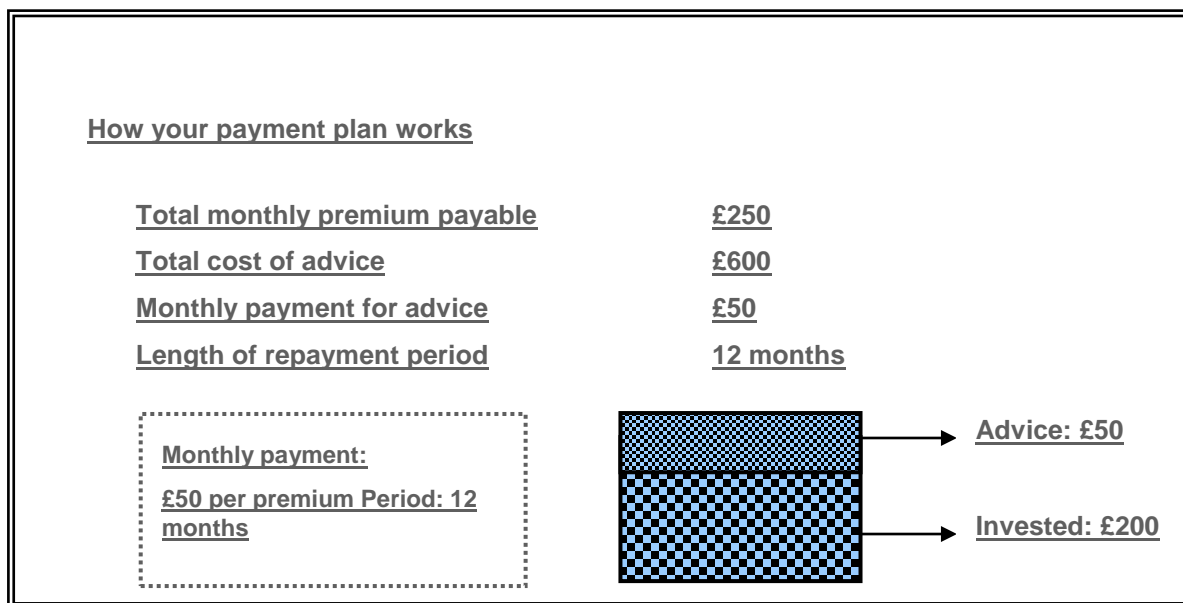 How your payment plan works
Total monthly premium payable £250
Total cost of advice £600
Monthly payment for advice £50
Length of repayment period 12 months
Monthly payment:
£50 per premium Period: 12
months
Advice: £50
Invested: £200